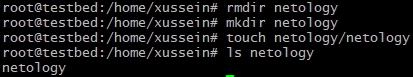 root@testbed:/home/xussein# rmdir netology
root@testbed:/home/xussein# mkdir netology
root@testbed:/home/xussein# touch netology/netology
root@testbed:/home/xussein# ls netology
netology